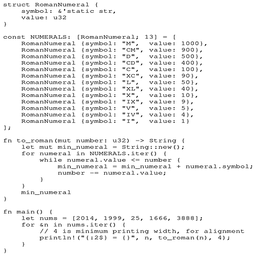 struct RomanNumeral {
    symbol: &'static str,
    value: u32
}

const NUMERALS: [RomanNumeral; 13] = [
    RomanNumeral {symbol: "M",  value: 1000},
    RomanNumeral {symbol: "CM", value: 900},
    RomanNumeral {symbol: "D",  value: 500},
    RomanNumeral {symbol: "CD", value: 400},
    RomanNumeral {symbol: "C",  value: 100},
    RomanNumeral {symbol: "XC", value: 90},
    RomanNumeral {symbol: "L",  value: 50},
    RomanNumeral {symbol: "XL", value: 40},
    RomanNumeral {symbol: "X",  value: 10},
    RomanNumeral {symbol: "IX", value: 9},
    RomanNumeral {symbol: "V",  value: 5},
    RomanNumeral {symbol: "IV", value: 4},
    RomanNumeral {symbol: "I",  value: 1}
];

fn to_roman(mut number: u32) -> String {
    let mut min_numeral = String::new();
    for numeral in NUMERALS.iter() {
        while numeral.value <= number {
            min_numeral = min_numeral + numeral.symbol;
            number -= numeral.value;
        }
    }
    min_numeral
}

fn main() {
    let nums = [2014, 1999, 25, 1666, 3888];
    for &n in nums.iter() {
        // 4 is minimum printing width, for alignment
        println!("{:2$} = {}", n, to_roman(n), 4);
    }
}